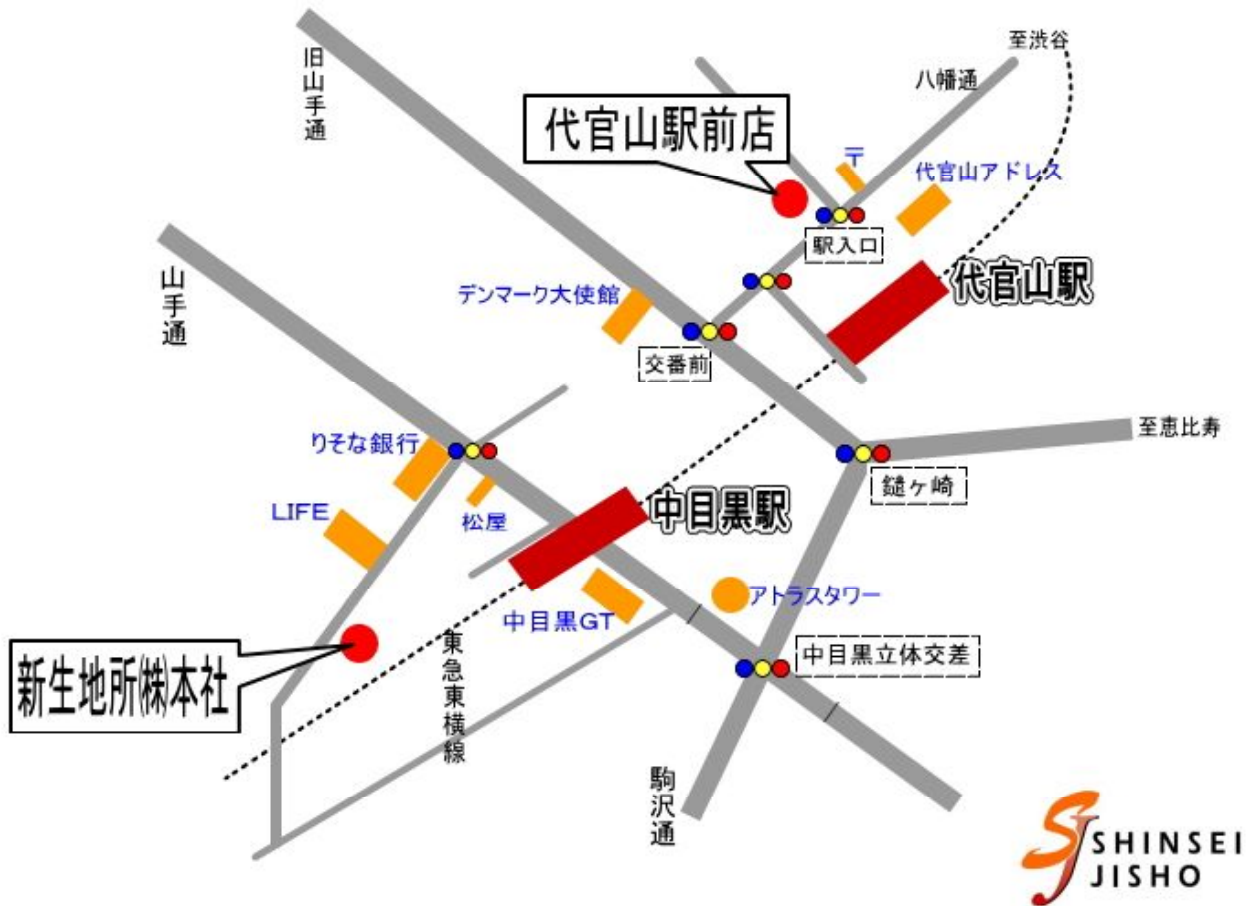 至渋谷
旧山手通
八幡通
代官山駅前店
〒
代官山アドレス
駅入口
山手通
デンマーク大使館
代官山駅
交番前
りそな銀行
至恵比寿
LIFE
松屋
中目黒駅
鑓ヶ崎
中目黒GT
アトラスタワー
新生地所㈱本社
東急東横線
中目黒立体交差
駒沢通
SJ
SHINSEI
JISHO